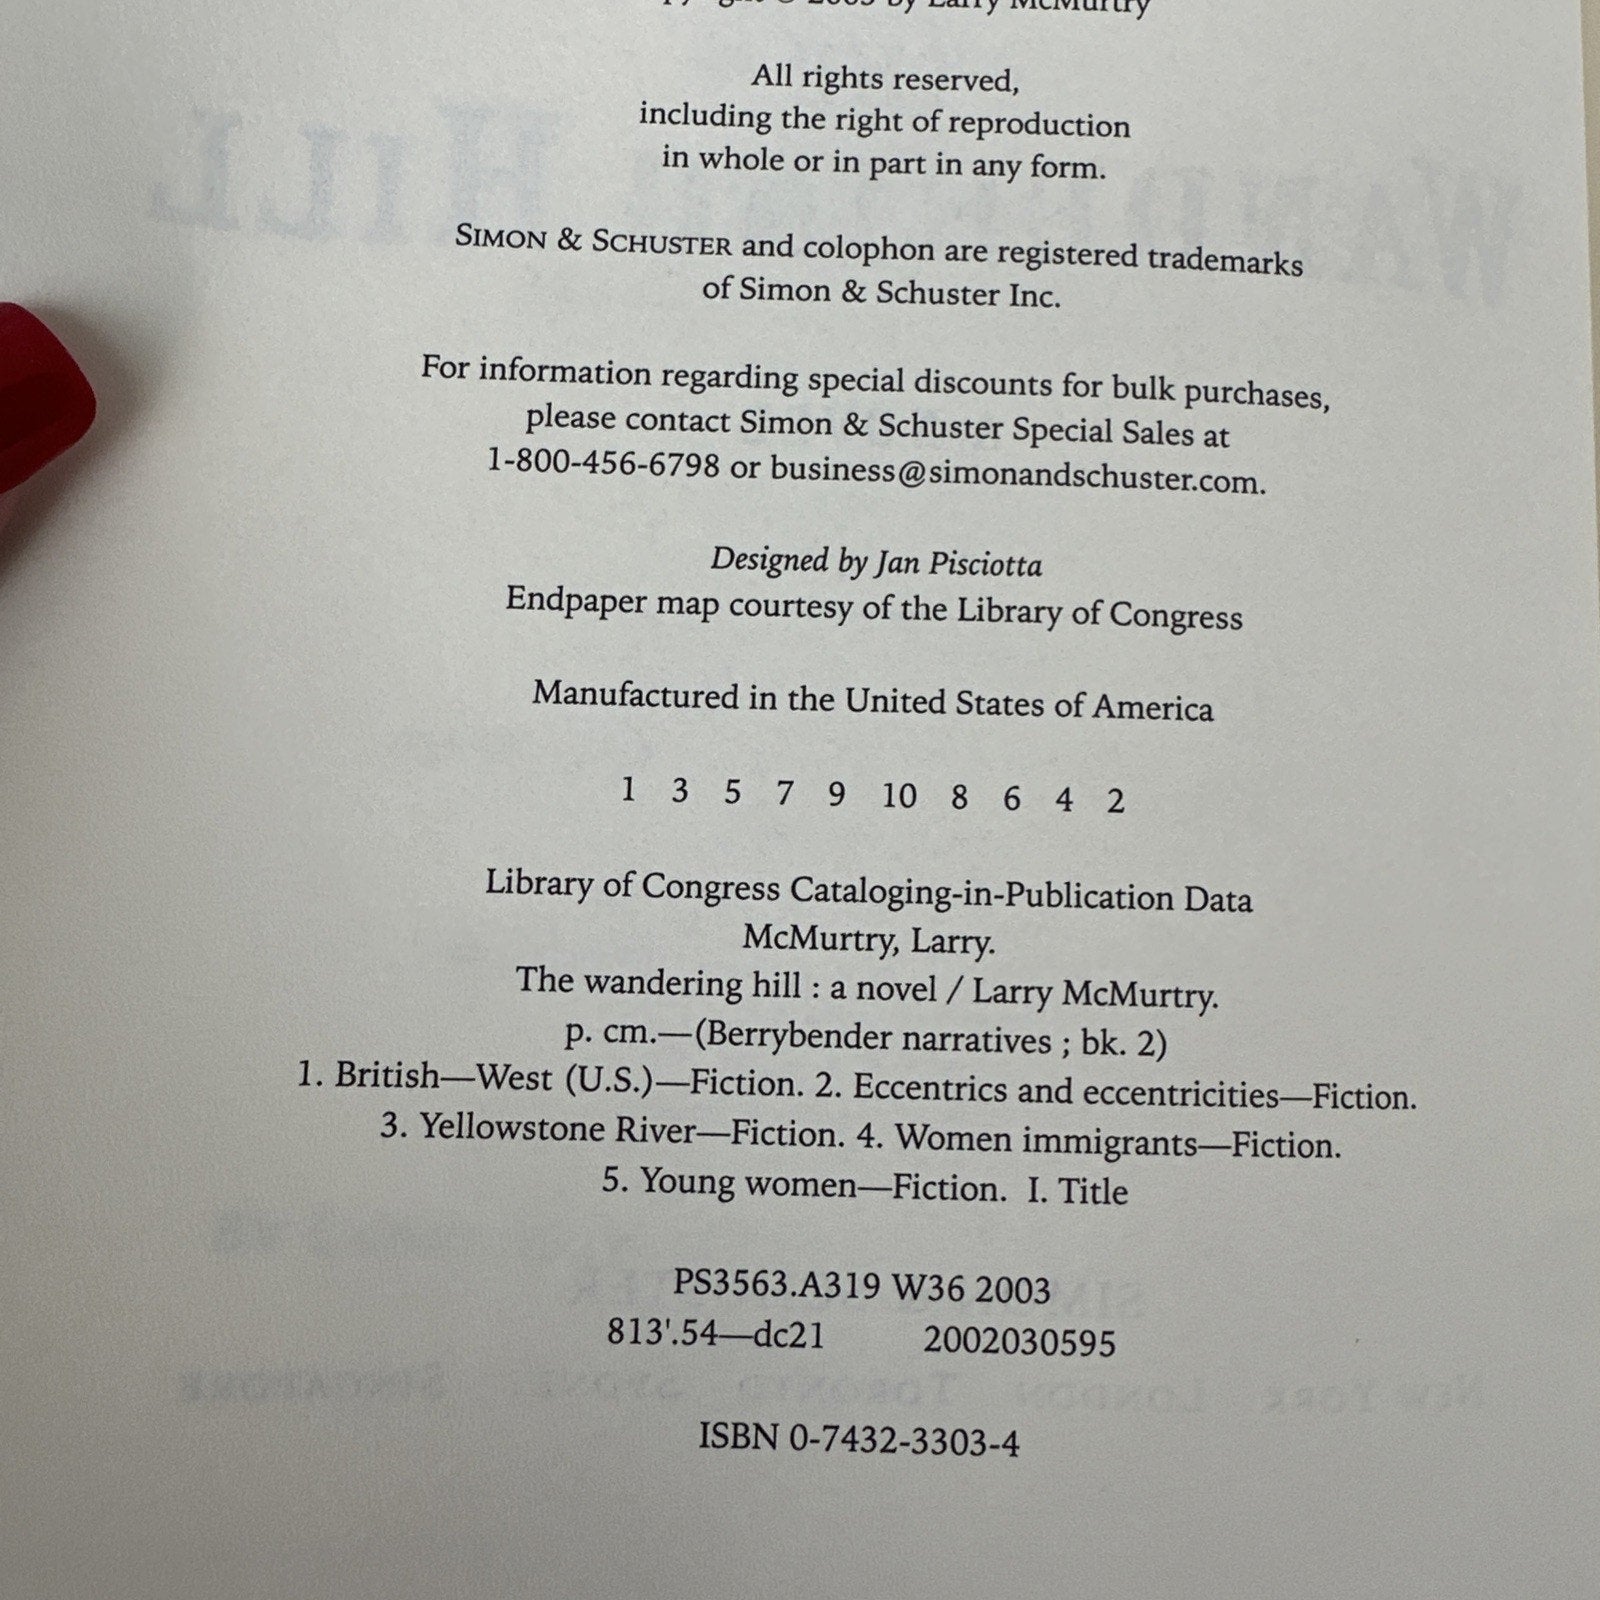 by Larry McMurtry
All rights reserved,
including the right of reproduction
in whole or in part in any form.
SIMON & SCHUSTER and colophon are registered trademarks
of Simon & Schuster Inc.
For information regarding special discounts for bulk purchases,
please contact Simon & Schuster Special Sales at
1-800-456-6798 or business@simonandschuster.com.
Designed by Jan Pisciotta
Endpaper map courtesy of the Library of Congress
Manufactured in the United States of America
1 3 5 7 9 10 8 6 4 2
Library of Congress Cataloging-in-Publication Data
McMurtry, Larry.
The wandering hill : a novel / Larry McMurtry.
p. cm.—(Berrybender narratives ; bk. 2)
1. British—West (U.S.)—Fiction. 2. Eccentrics and eccentricities—Fiction.
3. Yellowstone River—Fiction. 4. Women immigrants—Fiction.
5. Young women—Fiction. I. Title
PS3563.A319 W36 2003
813'.54—dc21 2002030595
ISBN 0-7432-3303-4